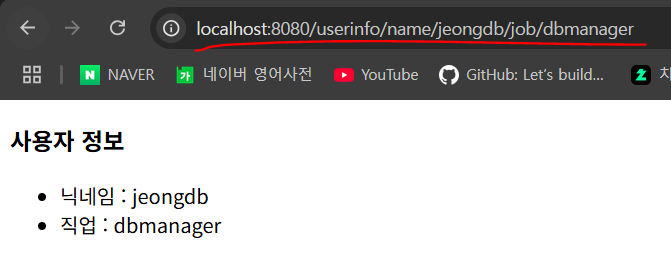 localhost:8080/userinfo/name/jeongdb/job/dbmanager
NAVER 네이버 영어사전 YouTube GitHub: Let's build...
사용자 정보
닉네임 : jeongdb
직업 : dbmanager